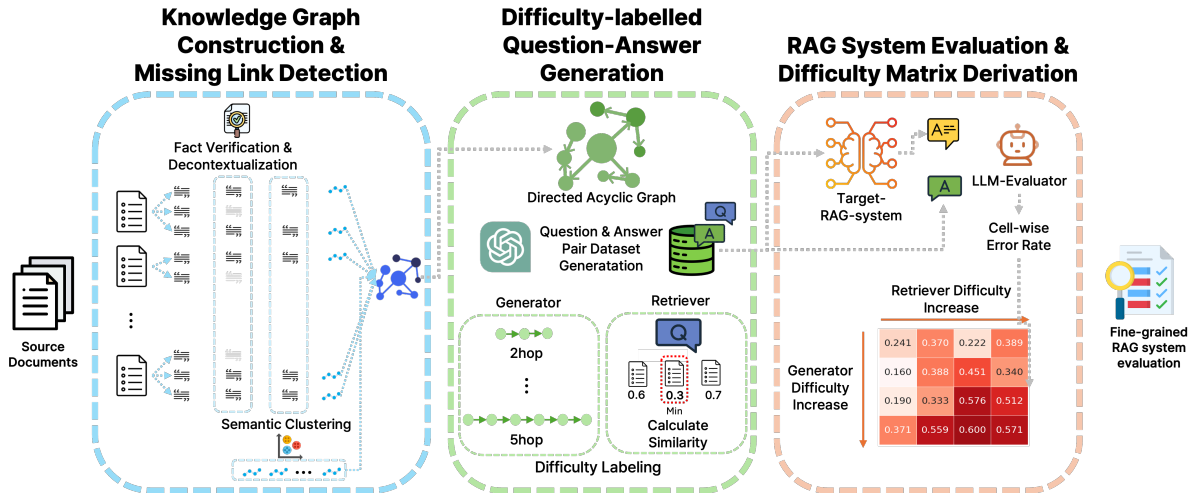 Knowledge Graph
Construction &
Missing Link Detection
Difficulty-labelled
Question-Answer
Generation
RAG System Evaluation &
Difficulty Matrix Derivation
Source
Documents
Fact Verification &
Decontextualization
Semantic Clustering
Directed Acyclic Graph
Question & Answer
Pair Dataset
Generatation
Q
A
Generator
2hop
5hop
Retriever
Q
0.6
0.3
0.7
Min
Calculate
Similarity
Difficulty Labeling
Target-
RAG-system
A
A
LLM-Evaluator
Cell-wise
Error Rate
Retriever Difficulty
Increase
Generator
Difficulty
Increase
0.241 0.370 0.222 0.389
0.160 0.388 0.451 0.340
0.190 0.333 0.576 0.512
0.371 0.559 0.600 0.571
Fine-grained
RAG system
evaluation